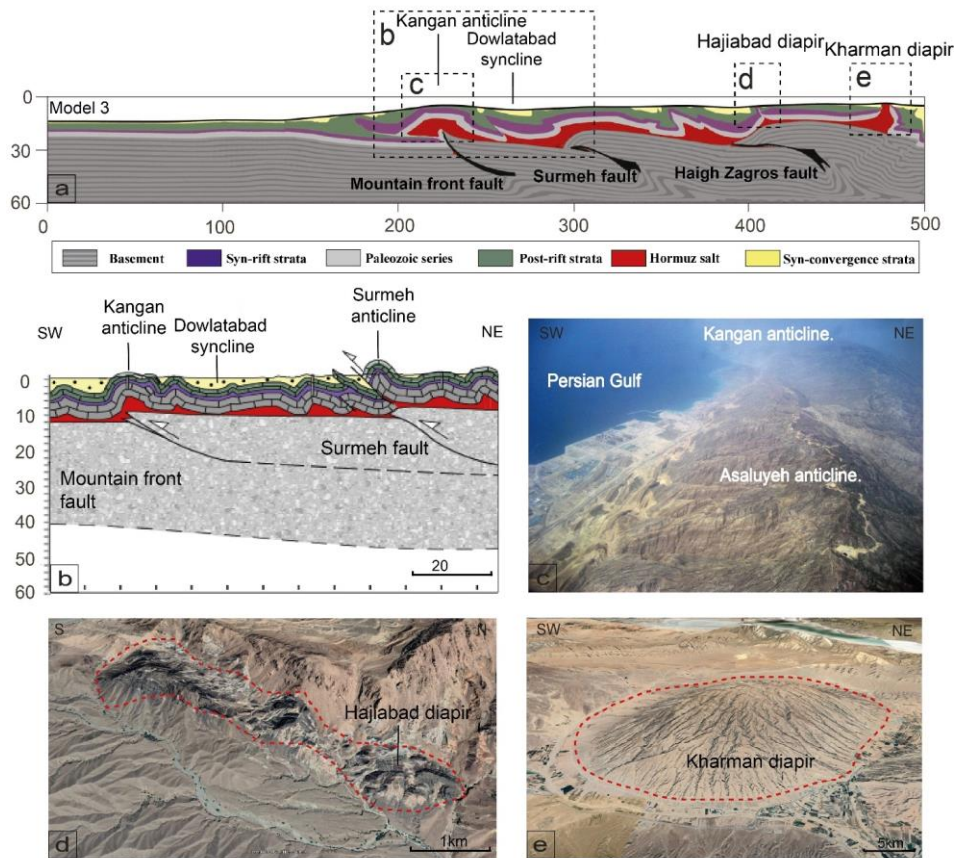 Kangan anticline
b
Dowlatabad
syncline
Hajiabad diapir
Kharman diapir
c
d
e
0
Model 3
30
60
Mountain front fault
Surmeh fault
Haigh Zagros fault
a
0
100
200
300
400
500
Basement
Syn-rift strata
Paleozoic series
Post-rift strata
Hormuz salt
Syn-convergence strata
SW
Kangan
anticline
Dowlatabad
syncline
Surmeh
anticline
NE
0
10
20
30
40
50
60
Surmeh fault
Mountain front
fault
20
b
SW
Kangan anticline.
NE
Persian Gulf
Asaluyeh anticline.
c
S
N
Hajiabad diapir
d
1km
SW
NE
Kharman diapir
e
5km